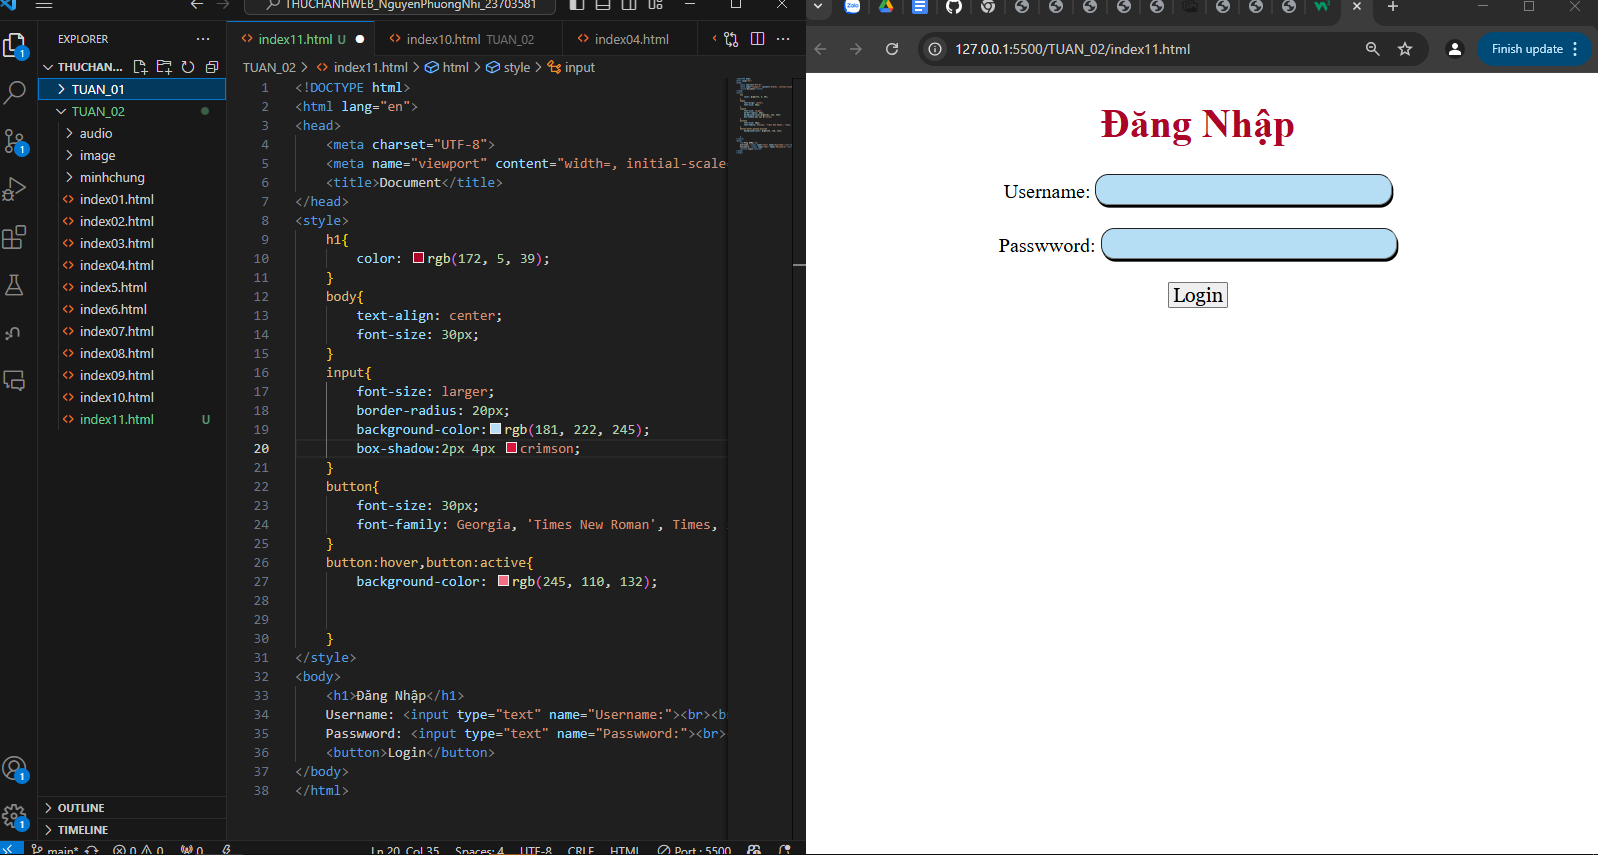 THUCHANHWEB_NguyenPhuongNhi_23703581
EXPLORER
index11.html U
index10.html TUAN_02
index04.html
THUCHAN...
TUAN_02 > index11.html > html > style > input
TUAN_01
TUAN_02
audio
image
minhchung
index01.html
index02.html
index03.html
index04.html
index5.html
index6.html
index07.html
index08.html
index09.html
index10.html
index11.html U
OUTLINE
TIMELINE
1 <!DOCTYPE html>
2 <html lang="en">
3 <head>
4 <meta charset="UTF-8">
5 <meta name="viewport" content="width=, initial-scale=
6 <title>Document</title>
7 </head>
8 <style>
9 h1{
10 color: rgb(172, 5, 39);
11 }
12 body{
13 text-align: center;
14 font-size: 30px;
15 }
16 input{
17 font-size: larger;
18 border-radius: 20px;
19 background-color: rgb(181, 222, 245);
20 box-shadow:2px 4px crimson;
21 }
22 button{
23 font-size: 30px;
24 font-family: Georgia, 'Times New Roman', Times,
25 }
26 button:hover,button:active{
27 background-color: rgb(245, 110, 132);
28
29
30 }
31 </style>
32 <body>
33 <h1>Đăng Nhập</h1>
34 Username: <input type="text" name="Username:"><br><b
35 Passwword: <input type="text" name="Passwword:"><br>
36 <button>Login</button>
37 </body>
38 </html>
main* 0 0 0 Ln 20, Col 35 Spaces: 4 UTF-8 CRLF HTML Port : 5500
Zalo
127.0.0.1:5500/TUAN_02/index11.html
Finish update
Đăng Nhập
Username:
Passwword:
Login